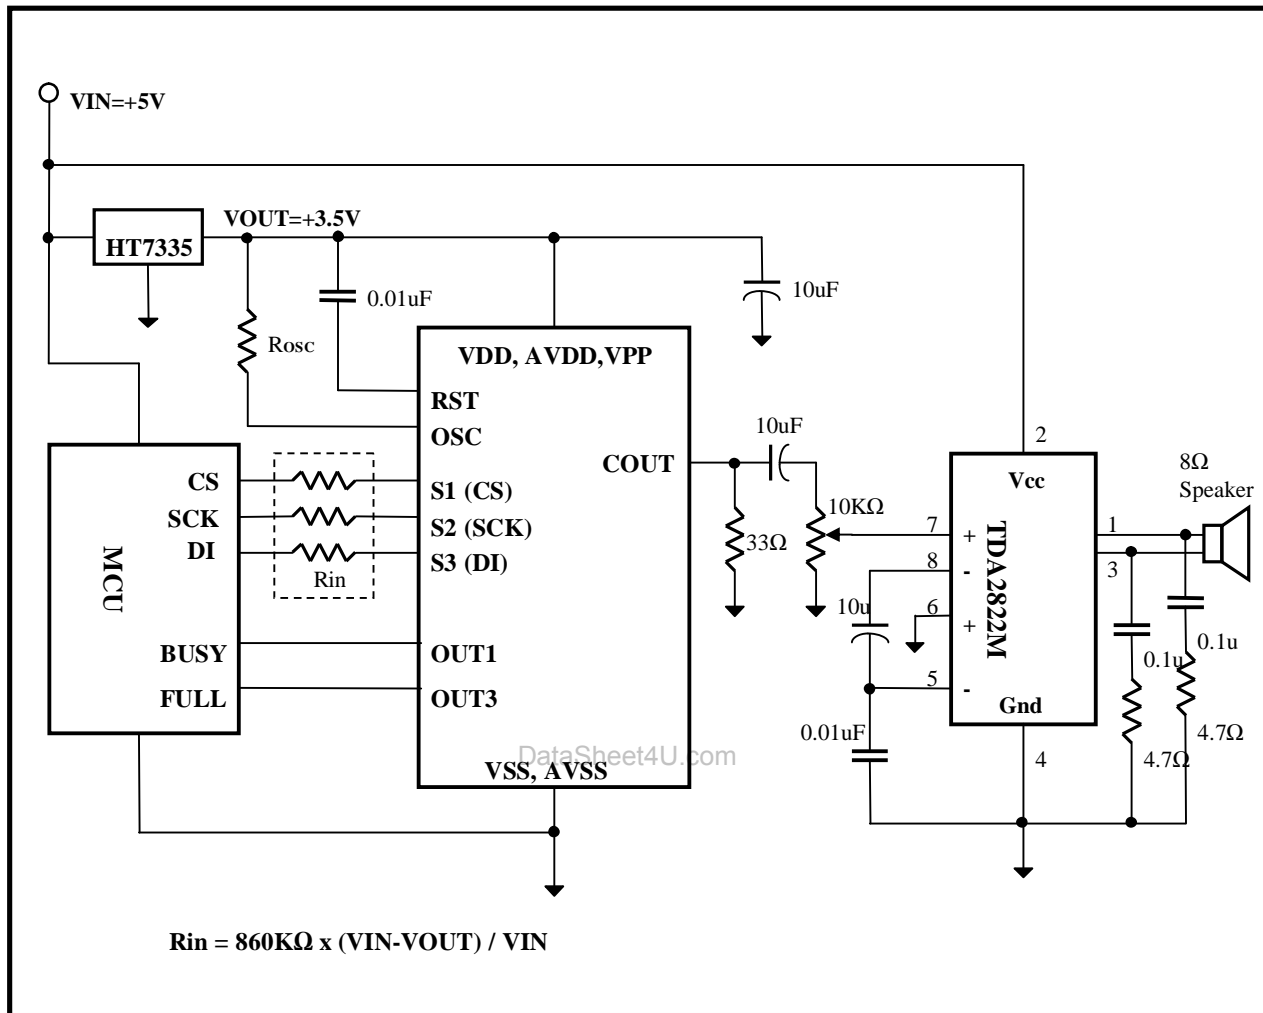 VIN=+5V
VOUT=+3.5V
HT7335
0.01uF
10uF
Rosc
VDD, AVDD,VPP
RST
OSC
COUT
10uF
2
8Ω
Speaker
Vcc
CS
S1 (CS)
SCK
S2 (SCK)
DI
S3 (DI)
Rin
MCU
33Ω
10KΩ
7
+
1
8
-
3
TDA2822M
10u
6
+
0.1u
0.1u
5
-
BUSY
OUT1
FULL
OUT3
Gnd
0.01uF
4.7Ω
4.7Ω
4
DataSheet4U.com
VSS, AVSS
Rin = 860KΩ x (VIN-VOUT) / VIN